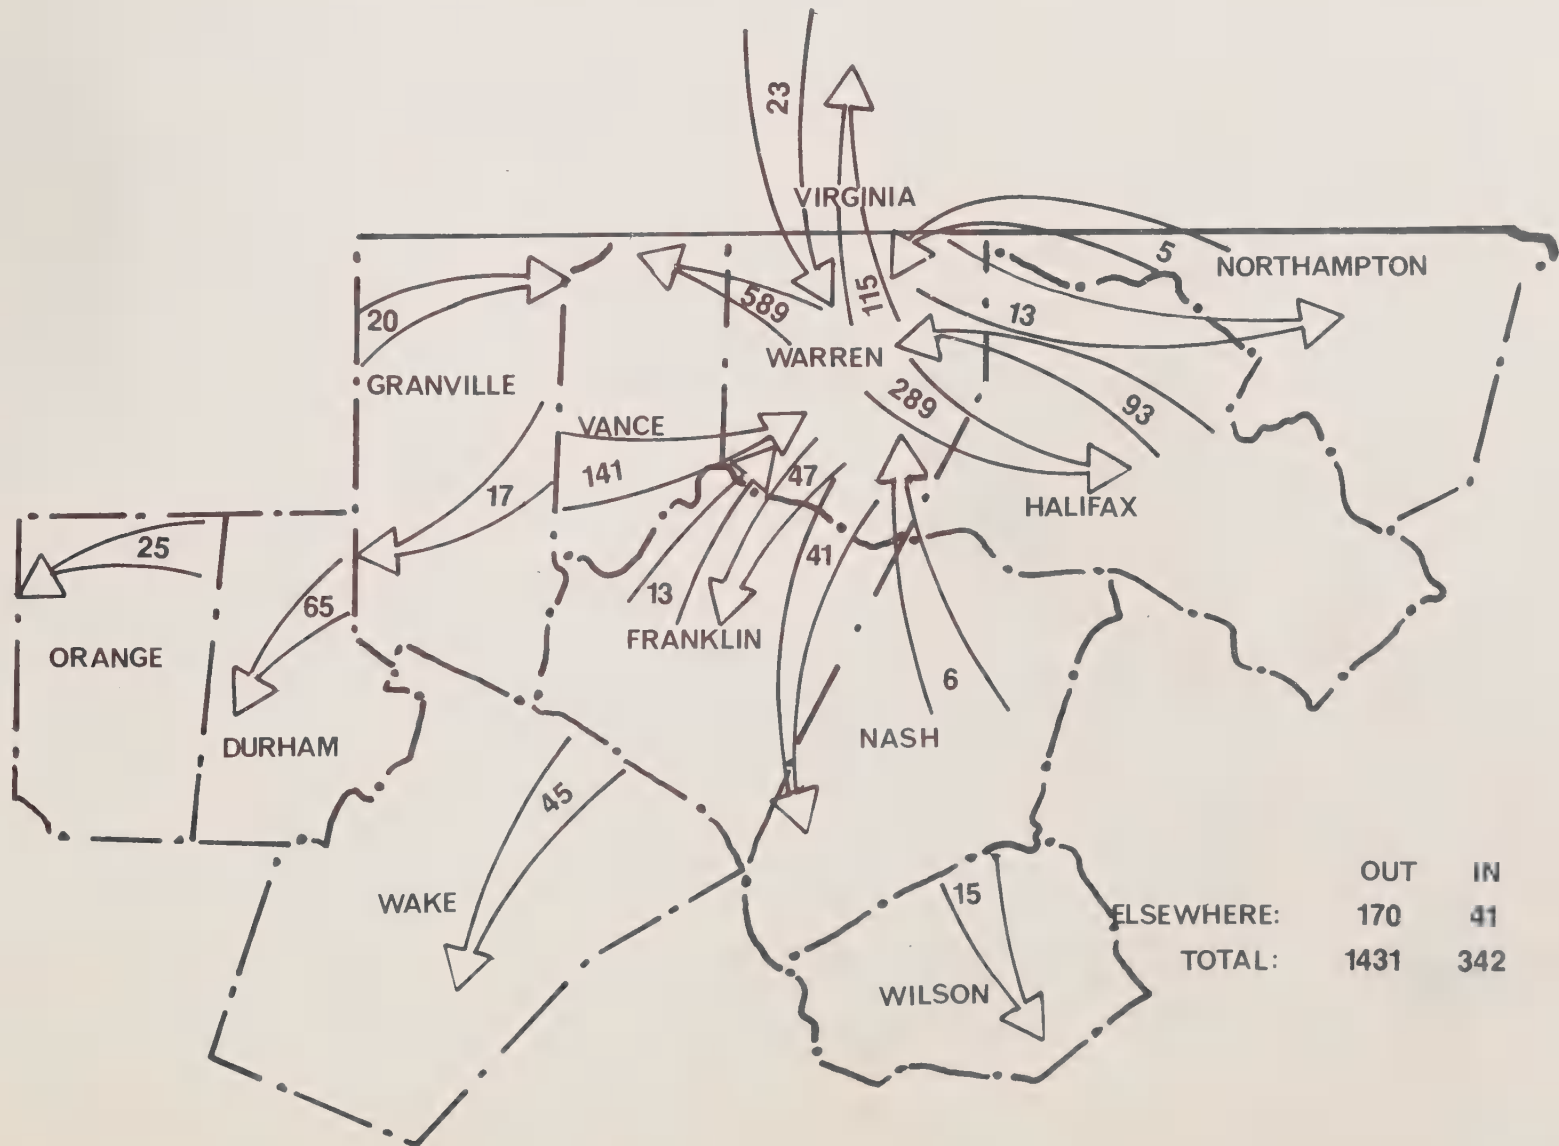 23
VIRGINIA
5
NORTHAMPTON
20
589
115
13
WARREN
GRANVILLE
289
93
VANCE
141
47
17
HALIFAX
25
41
65
13
FRANKLIN
ORANGE
6
DURHAM
NASH
45
WAKE
15
WILSON
OUT IN
ELSEWHERE: 170 41
TOTAL: 1431 342